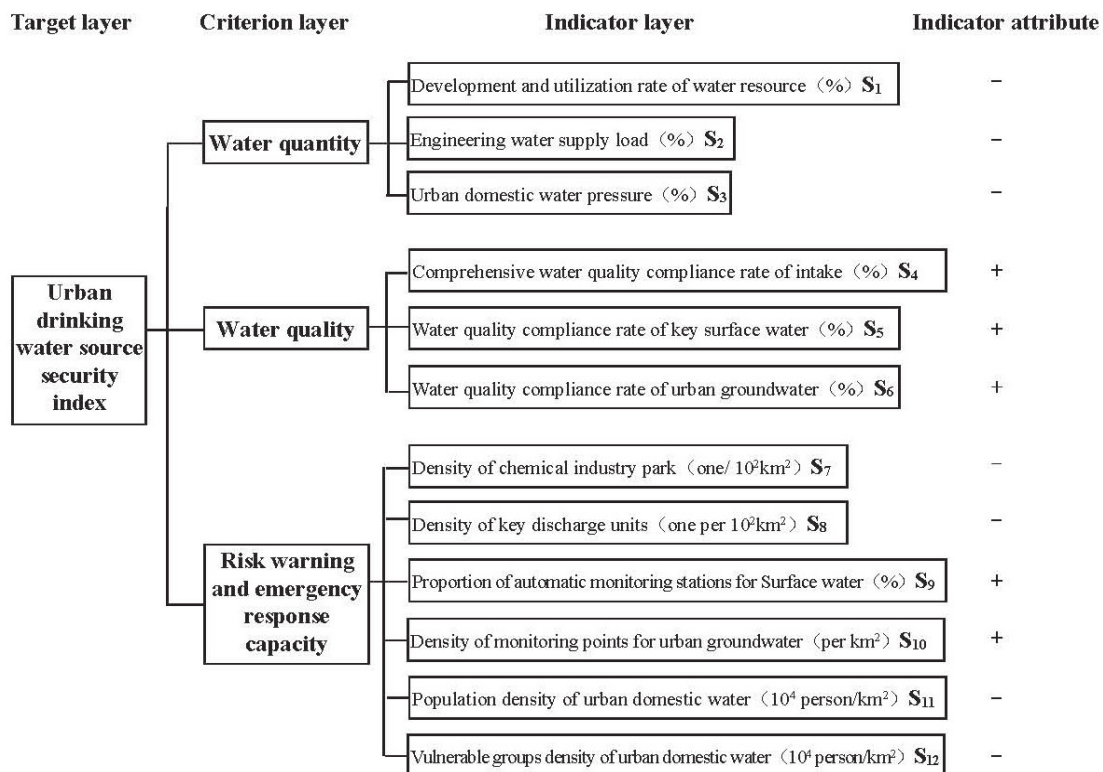 Target layer Criterion layer Indicator layer Indicator attribute
Development and utilization rate of water resource（%）S₁ −
Water quantity
Engineering water supply load（%）S₂ −
Urban domestic water pressure（%）S₃ −
Urban
drinking
water source
security
index
Water quality
Comprehensive water quality compliance rate of intake（%）S₄ +
Water quality compliance rate of key surface water（%）S₅ +
Water quality compliance rate of urban groundwater（%）S₆ +
Risk warning
and emergency
response
capacity
Density of chemical industry park（one/ 10²km²）S₇ −
Density of key discharge units（one per 10²km²）S₈ −
Proportion of automatic monitoring stations for Surface water（%）S₉ +
Density of monitoring points for urban groundwater（per km²）S₁₀ +
Population density of urban domestic water（10⁴ person/km²）S₁₁ −
Vulnerable groups density of urban domestic water（10⁴ person/km²）S₁₂ −